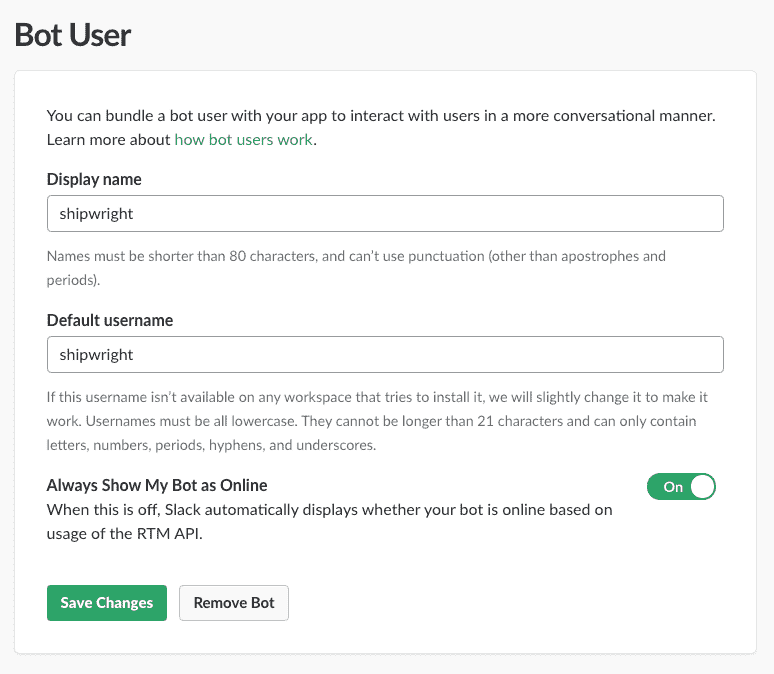 Bot User
You can bundle a bot user with your app to interact with users in a more conversational manner.
Learn more about how bot users work.
Display name
shipwright
Names must be shorter than 80 characters, and can’t use punctuation (other than apostrophes and
periods).
Default username
shipwright
If this username isn’t available on any workspace that tries to install it, we will slightly change it to make it
work. Usernames must be all lowercase. They cannot be longer than 21 characters and can only contain
letters, numbers, periods, hyphens, and underscores.
Always Show My Bot as Online
On
When this is off, Slack automatically displays whether your bot is online based on
usage of the RTM API.
Save Changes
Remove Bot